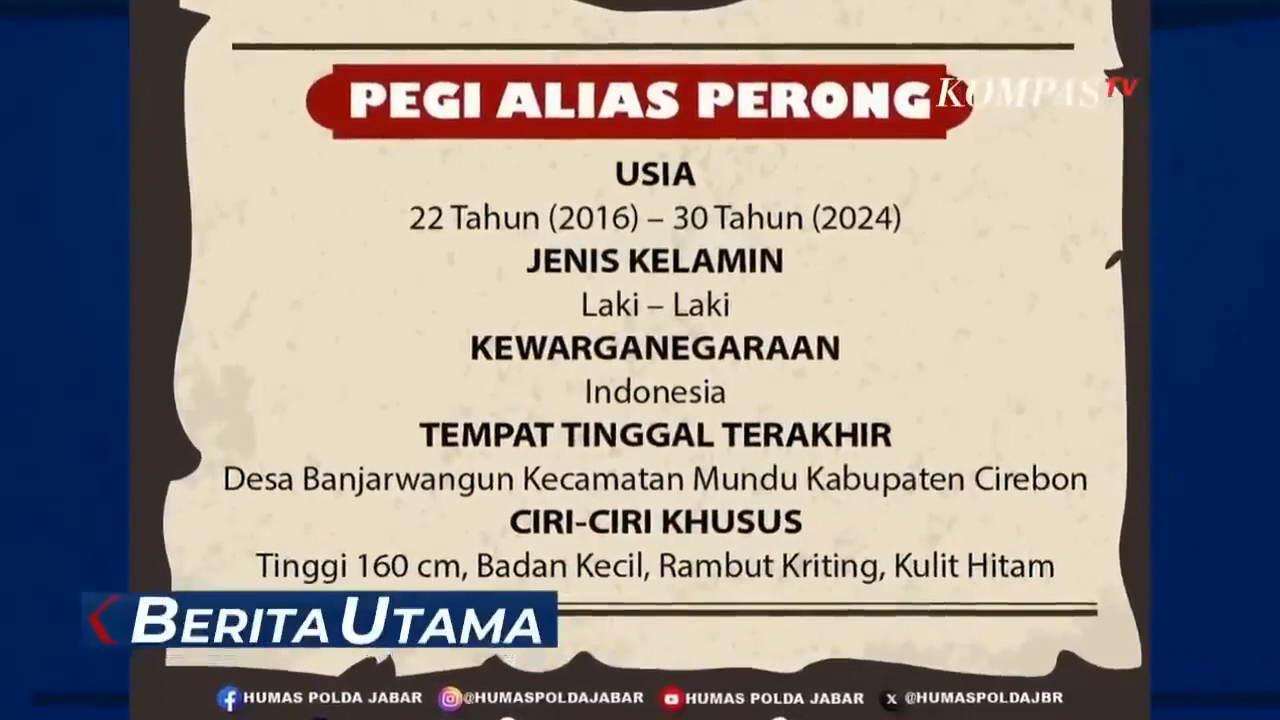 PEGI ALIAS PERONG
KOMPASTV
USIA
22 Tahun (2016) – 30 Tahun (2024)
JENIS KELAMIN
Laki – Laki
KEWARGANEGARAAN
Indonesia
TEMPAT TINGGAL TERAKHIR
Desa Banjarwangun Kecamatan Mundu Kabupaten Cirebon
CIRI-CIRI KHUSUS
Tinggi 160 cm, Badan Kecil, Rambut Kriting, Kulit Hitam
BERITA UTAMA
HUMAS POLDA JABAR @HUMASPOLDAJABAR HUMAS POLDA JABAR X @HUMASPOLDAJBR